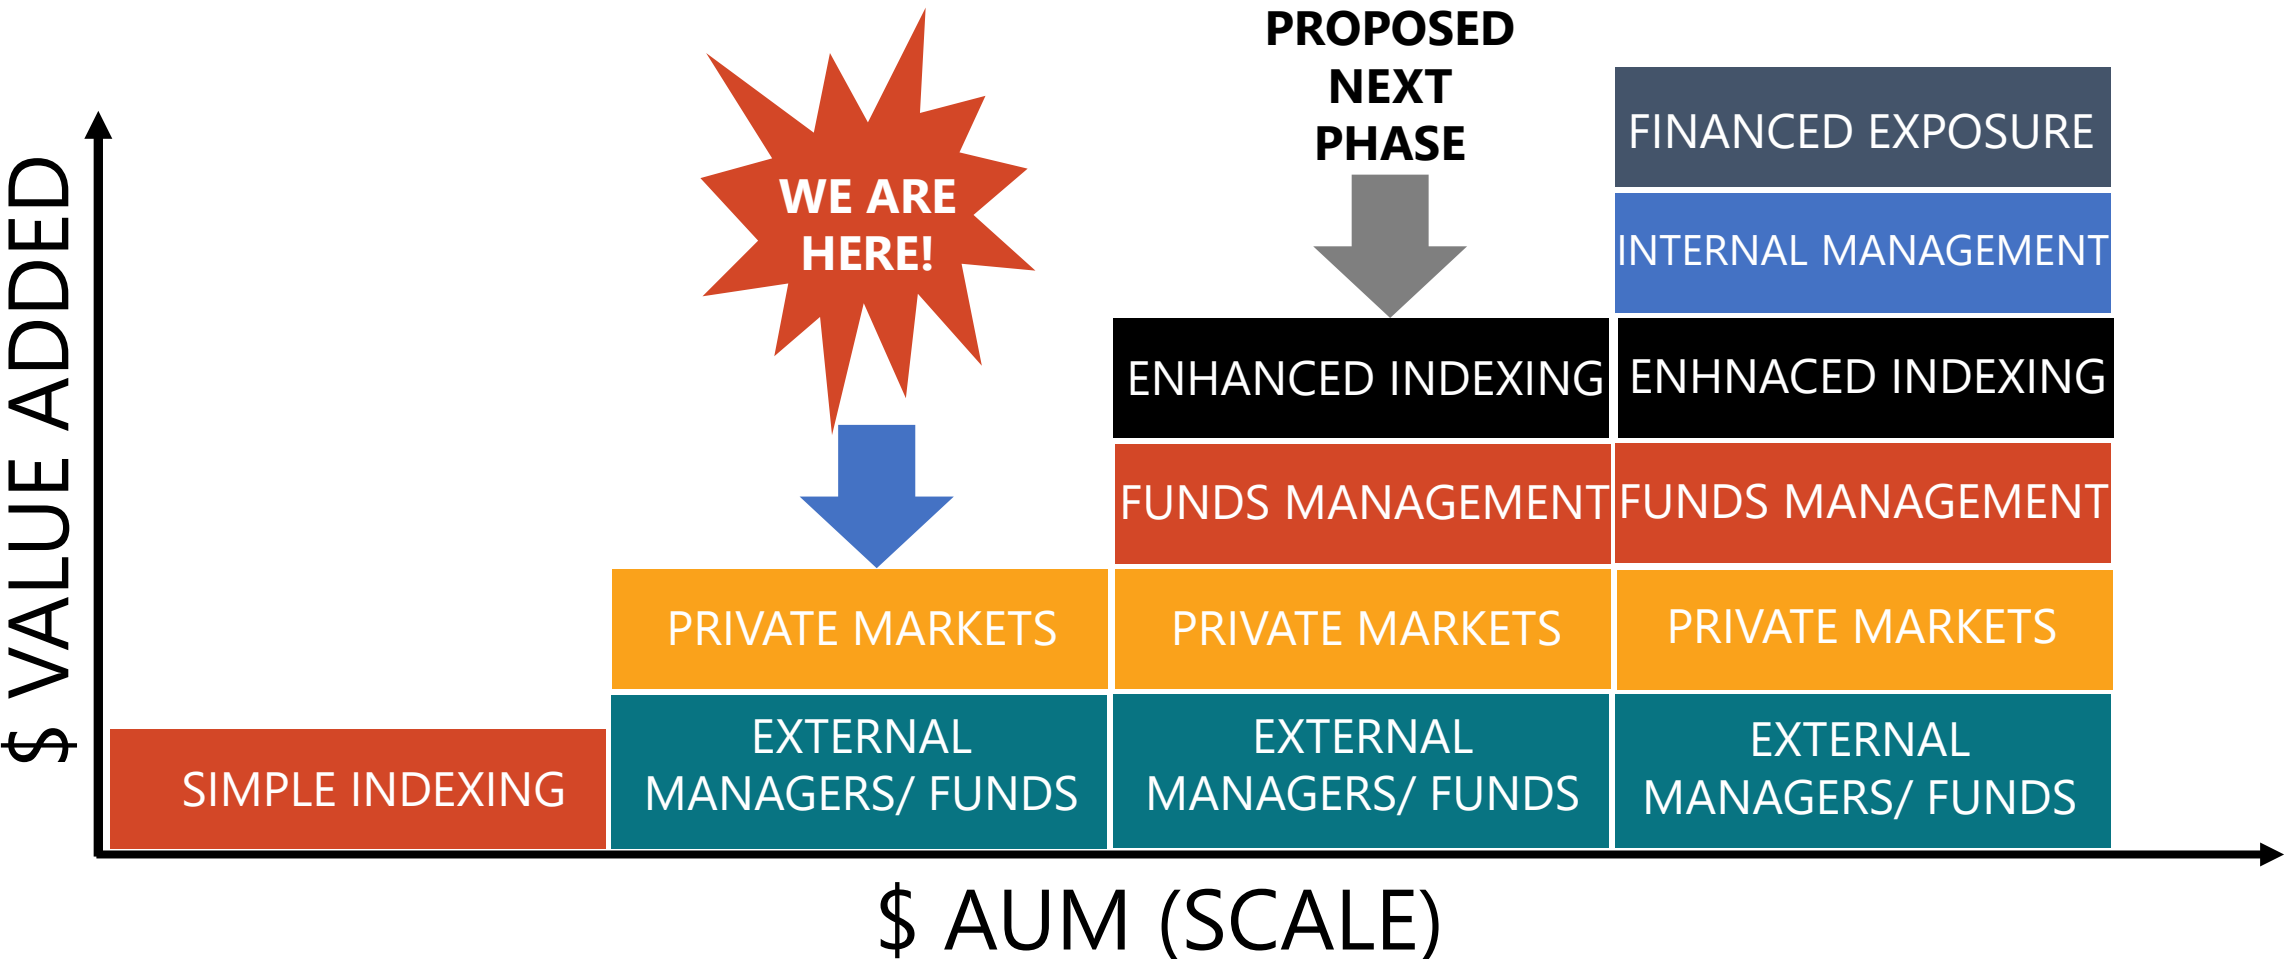 PROPOSED
NEXT
PHASE
WE ARE
HERE!
FINANCED EXPOSURE
INTERNAL MANAGEMENT
ENHANCED INDEXING
ENHNACED INDEXING
FUNDS MANAGEMENT
FUNDS MANAGEMENT
PRIVATE MARKETS
PRIVATE MARKETS
PRIVATE MARKETS
SIMPLE INDEXING
EXTERNAL
MANAGERS/ FUNDS
EXTERNAL
MANAGERS/ FUNDS
EXTERNAL
MANAGERS/ FUNDS
$ VALUE ADDED
$ AUM (SCALE)